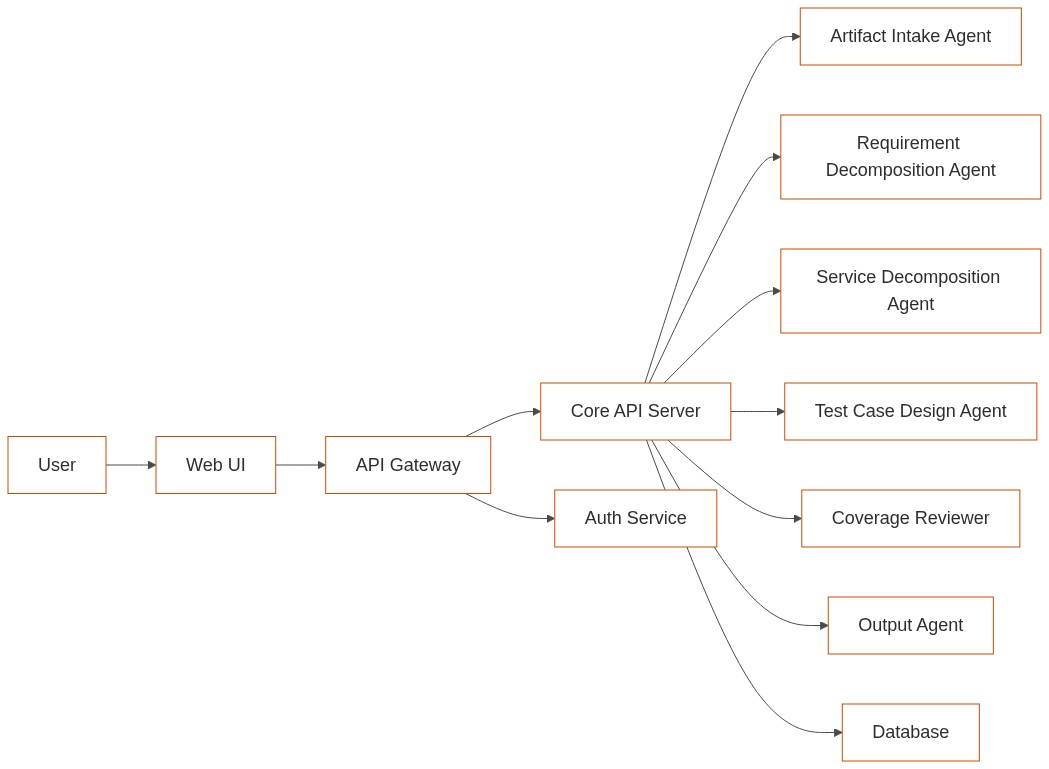 User
Web UI
API Gateway
Core API Server
Auth Service
Artifact Intake Agent
Requirement
Decomposition Agent
Service Decomposition
Agent
Test Case Design Agent
Coverage Reviewer
Output Agent
Database